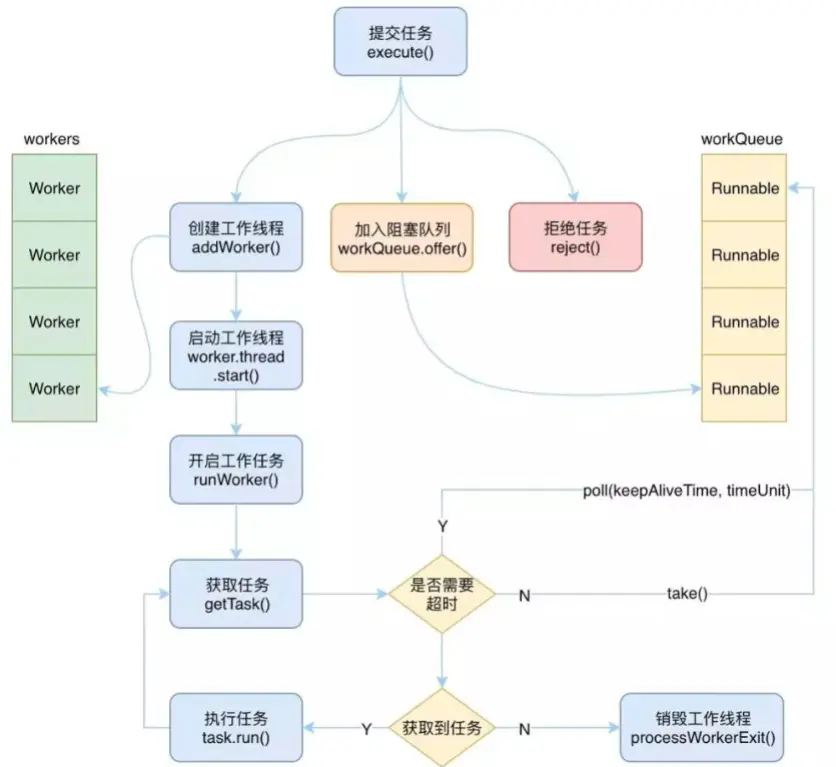 提交任务
execute()
workers
workQueue
Worker
Worker
Worker
Worker
创建工作线程
addWorker()
加入阻塞队列
workQueue.offer()
拒绝任务
reject()
Runnable
Runnable
Runnable
Runnable
启动工作线程
worker.thread
.start()
开启工作任务
runWorker()
poll(keepAliveTime, timeUnit)
Y
获取任务
getTask()
是否需要
超时
N
take()
执行任务
task.run()
Y
获取到任务
N
销毁工作线程
processWorkerExit()